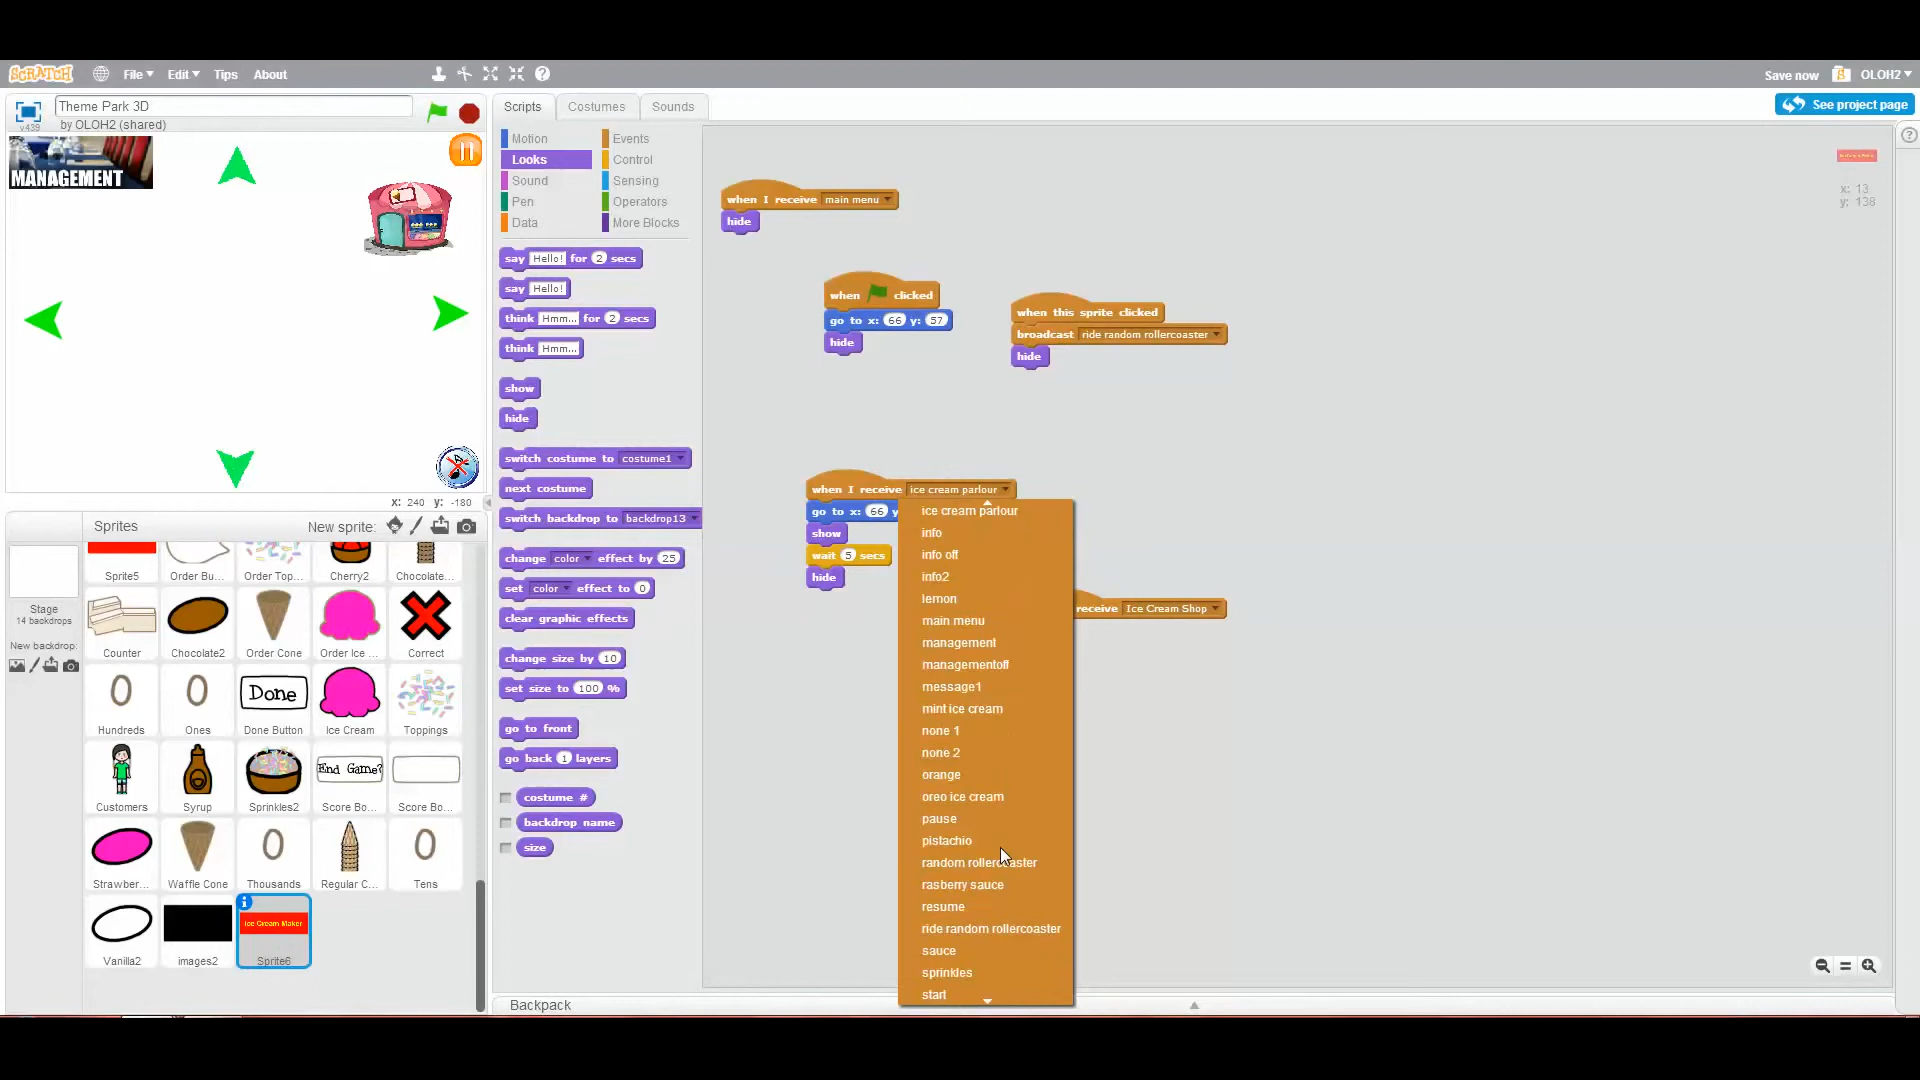 SCRATCH File Edit Tips About Save now OLOH2
v439 Theme Park 3D
by OLOH2 (shared)
Scripts Costumes Sounds
See project page
MANAGEMENT
Motion Events
Looks Control
Sound Sensing
Pen Operators
Data More Blocks
say Hello! for 2 secs
say Hello!
think Hmm... for 2 secs
think Hmm...
show
hide
switch costume to costume1
next costume
switch backdrop to backdrop13
change color effect by 25
set color effect to 0
clear graphic effects
change size by 10
set size to 100 %
go to front
go back 1 layers
costume #
backdrop name
size
when I receive main menu
hide
when clicked
go to x: 66 y: 57
hide
when this sprite clicked
broadcast ride random rollercoaster
hide
x: 13
y: 138
when I receive ice cream parlour
go to x: 66 y
show
wait 5 secs
hide
receive Ice Cream Shop
ice cream parlour
info
info off
info2
lemon
main menu
management
managementoff
message1
mint ice cream
none 1
none 2
orange
oreo ice cream
pause
pistachio
random rollercoaster
rasberry sauce
resume
ride random rollercoaster
sauce
sprinkles
start
x: 240 y: -180
Sprites New sprite:
Stage
14 backdrops
New backdrop:
Sprite5 Order Bu... Order Top... Cherry2 Chocolate...
Counter Chocolate2 Order Cone Order Ice ... Correct
Done
Hundreds Ones Done Button Ice Cream Toppings
End Game?
Customers Syrup Sprinkles2 Score Bo... Score Bo...
Strawber... Waffle Cone Thousands Regular C... Tens
Ice Cream Maker
Vanilla2 images2 Sprite6
Backpack